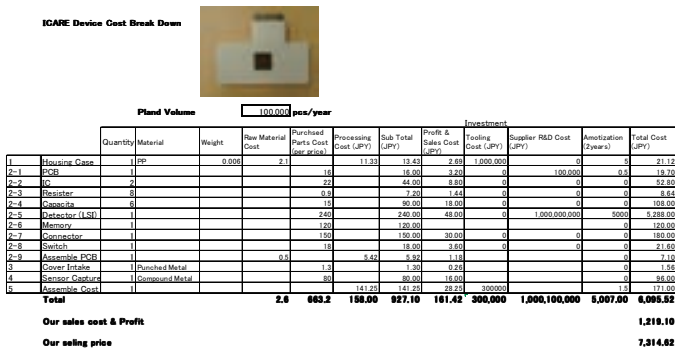 ICARE Device Cost Break Down
Pland Volume 100,000 pcs/year
Investment
Quantity Material Weight Raw Material Cost Purchsed Parts Cost (per price) Processing Cost (JPY) Sub Total (JPY) Profit & Sales Cost (JPY) Tooling Cost (JPY) Supplier R&D Cost (JPY) Amotization (2years) Total Cost (JPY)
1 Housing Case 1 PP 0.006 2.1 11.33 13.43 2.69 1,000,000 0 5 21.12
2-1 PCB 1 16 16.00 3.20 0 100,000 0.5 19.70
2-2 IC 2 22 44.00 8.80 0 0 0 52.80
2-3 Resister 8 0.9 7.20 1.44 0 0 0 8.64
2-4 Capacita 6 15 90.00 18.00 0 0 0 108.00
2-5 Detector (LSI) 1 240 240.00 48.00 0 1,000,000,000 5000 5,288.00
2-6 Memory 1 120 120.00 0 120.00
2-7 Connector 1 150 150.00 30.00 0 0 0 180.00
2-8 Switch 1 18 18.00 3.60 0 0 0 21.60
2-9 Assemble PCB 1 0.5 5.42 5.92 1.18 0 7.10
3 Cover Intake 1 Punched Metal 1.3 1.30 0.26 0 1.56
4 Sensor Capture 1 Compound Metal 80 80.00 16.00 0 96.00
5 Assemble Cost 1 141.25 141.25 28.25 300000 1.5 171.00
Total 2.6 663.2 158.00 927.10 161.42 300,000 1,000,100,000 5,007.00 6,095.52
Our sales cost & Profit 1,219.10
Our seling price 7,314.62